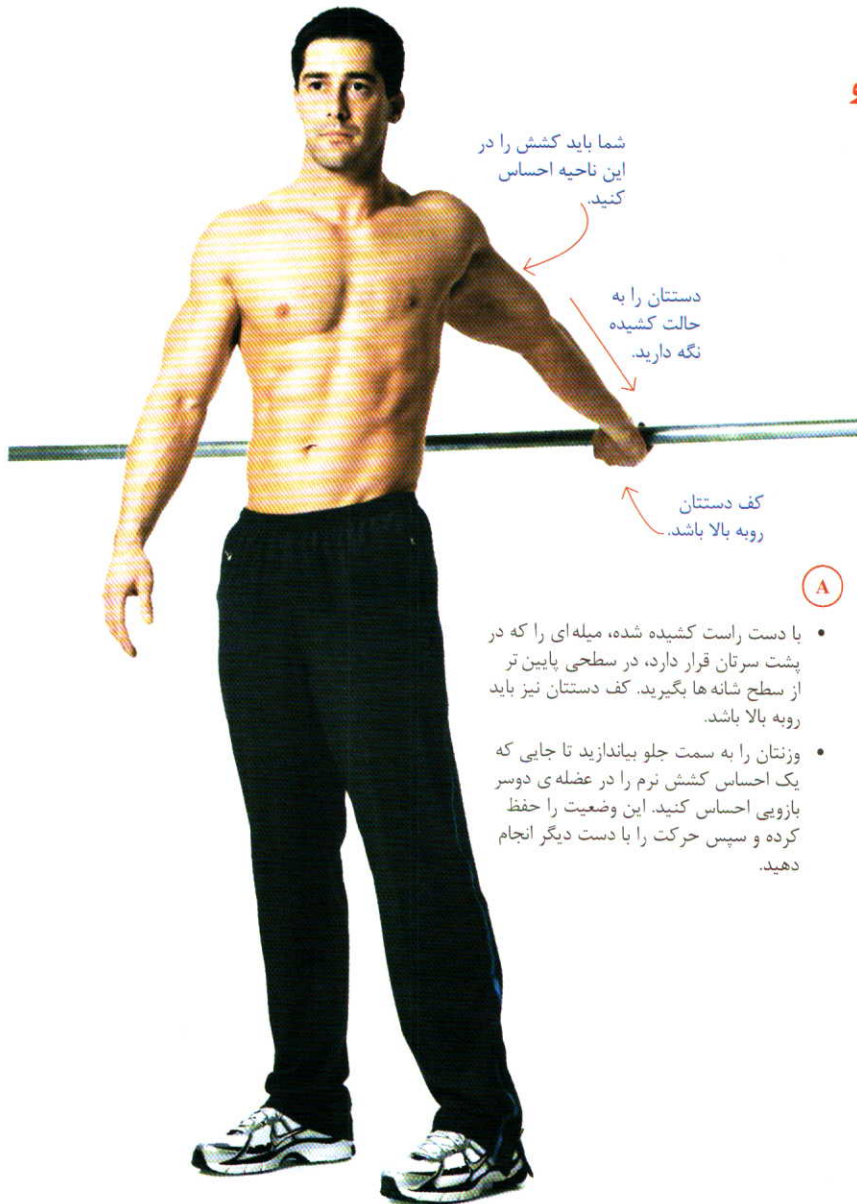 شما باید کشش را در
این ناحیه احساس
کنید.
دستتان را به
حالت کشیده
نگه دارید.
کف دستتان
روبه بالا باشد.
A
• با دست راست کشیده شده، میله‌ای را که در
پشت سرتان قرار دارد، در سطحی پایین تر
از سطح شانه ها بگیرید. کف دستتان نیز باید
روبه بالا باشد.
• وزنتان را به سمت جلو بیاندازید تا جایی که
یک احساس کشش نرم را در عضله ی دوسر
بازویی احساس کنید. این وضعیت را حفظ
کرده و سپس حرکت را با دست دیگر انجام
دهید.